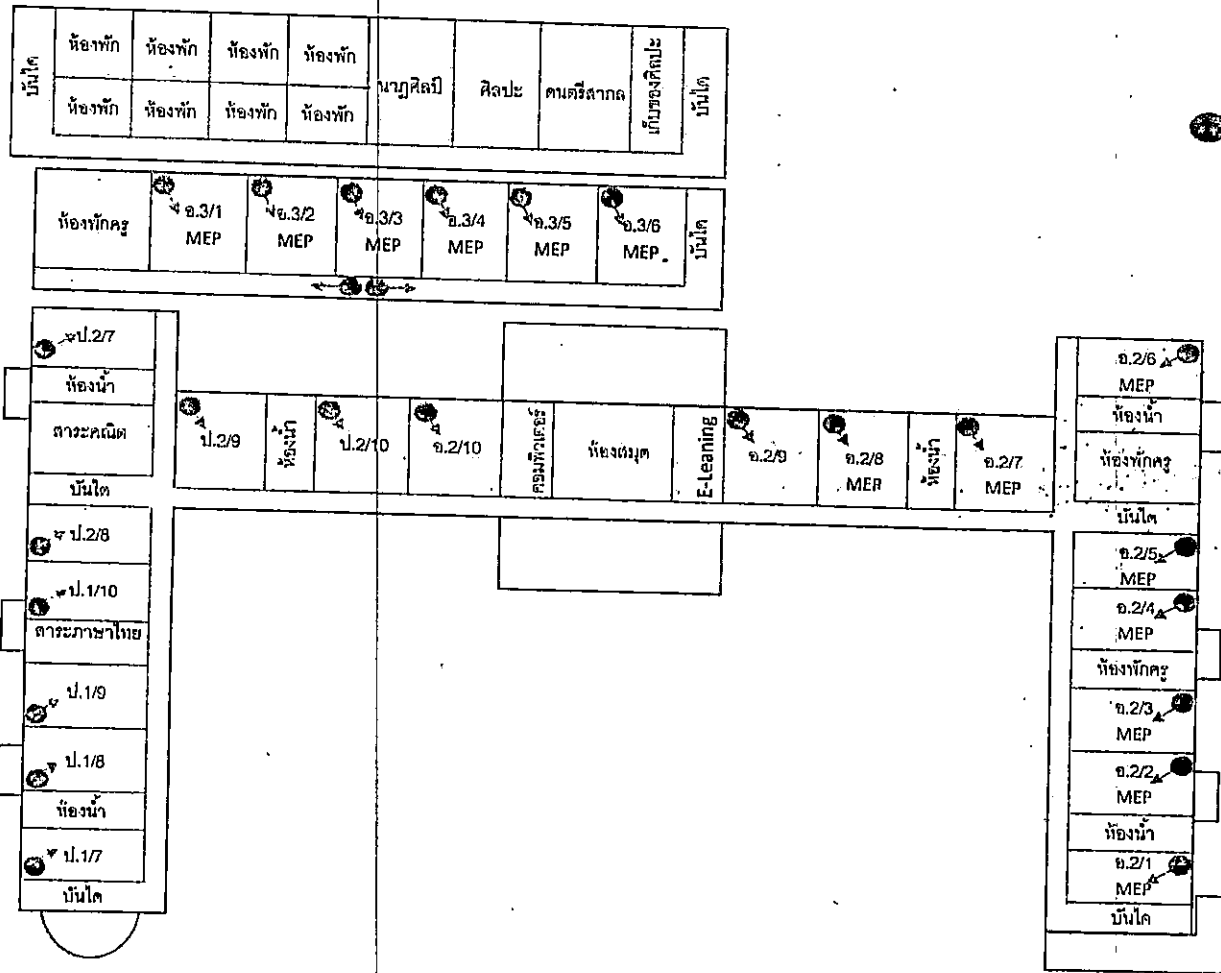 บันได
ห้องพัก
ห้องพัก
ห้องพัก
ห้องพัก
ห้องพัก
ห้องพัก
ห้องพัก
ห้องพัก
นาฏศิลป์
ศิลปะ
ดนตรีสากล
เก็บของศิลปะ
บันได
ห้องพักครู
อ.3/1
MEP
อ.3/2
MEP
อ.3/3
MEP
อ.3/4
MEP
อ.3/5
MEP
อ.3/6
MEP
บันได
ป.2/7
ห้องน้ำ
สาระคณิต
บันได
ป.2/8
ป.1/10
สาระภาษาไทย
ป.1/9
ป.1/8
ห้องน้ำ
ป.1/7
บันได
ป.2/9
ห้องน้ำ
ป.2/10
อ.2/10
คอมพิวเตอร์
ห้องสมุด
E-Leaning
อ.2/9
อ.2/8
MEP
ห้องน้ำ
อ.2/7
MEP
อ.2/6
MEP
ห้องน้ำ
ห้องพักครู
บันได
อ.2/5
MEP
อ.2/4
MEP
ห้องพักครู
อ.2/3
MEP
อ.2/2
MEP
ห้องน้ำ
อ.2/1
MEP
บันได